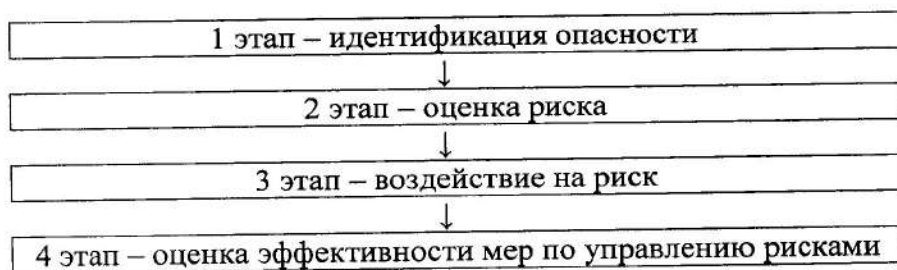 1 этап – идентификация опасности
↓
2 этап – оценка риска
↓
3 этап – воздействие на риск
↓
4 этап – оценка эффективности мер по управлению рисками